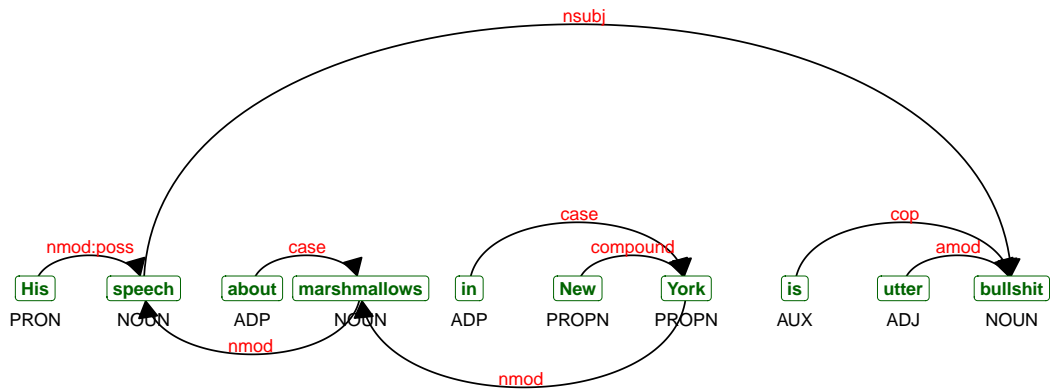 nsubj
case cop
nmod:poss case compound amod
His speech about marshmallows in New York is utter bullshit
PRON NOUN ADP NOUN ADP PROPN PROPN AUX ADJ NOUN
nmod
nmod